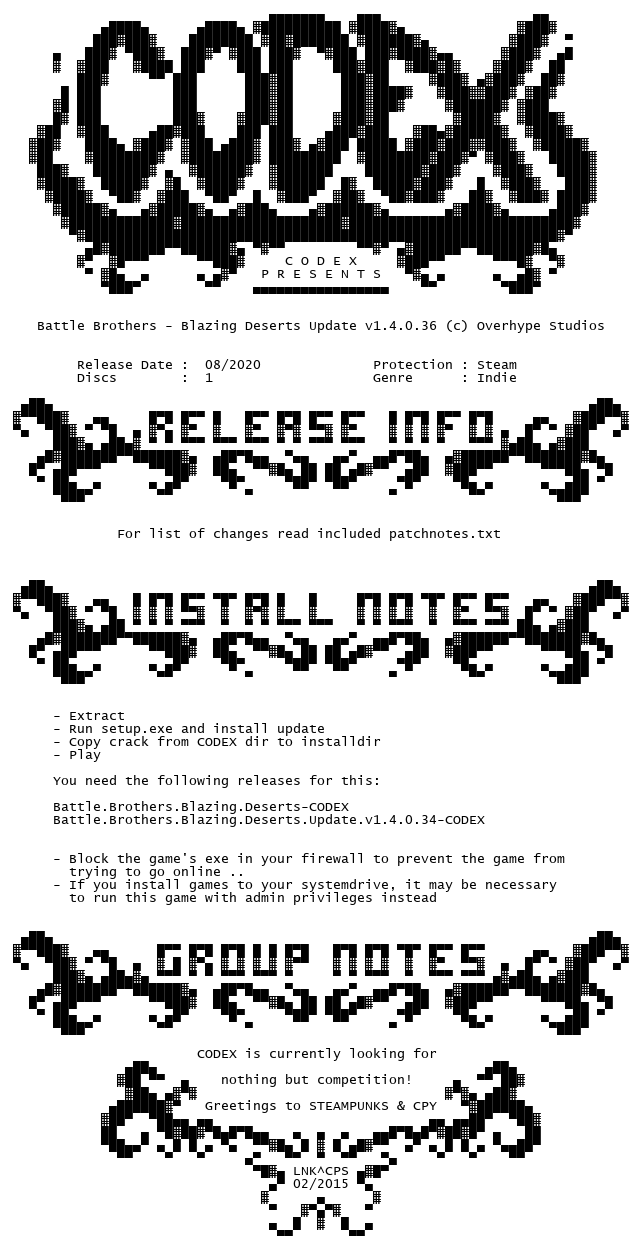 CODEX
CODEX
PRESENTS
Battle Brothers - Blazing Deserts Update v1.4.0.36 (c) Overhype Studios
Release Date : 08/2020 Protection : Steam
Discs : 1 Genre : Indie
RELEASE INFO
For list of changes read included patchnotes.txt
INSTALL NOTES
- Extract
- Run setup.exe and install update
- Copy crack from CODEX dir to installdir
- Play
You need the following releases for this:
Battle.Brothers.Blazing.Deserts-CODEX
Battle.Brothers.Blazing.Deserts.Update.v1.4.0.34-CODEX
- Block the game's exe in your firewall to prevent the game from
trying to go online ..
- If you install games to your systemdrive, it may be necessary
to run this game with admin privileges instead
GROUP NOTES
CODEX is currently looking for
nothing but competition!
Greetings to STEAMPUNKS & CPY
LNK^CPS
02/2015